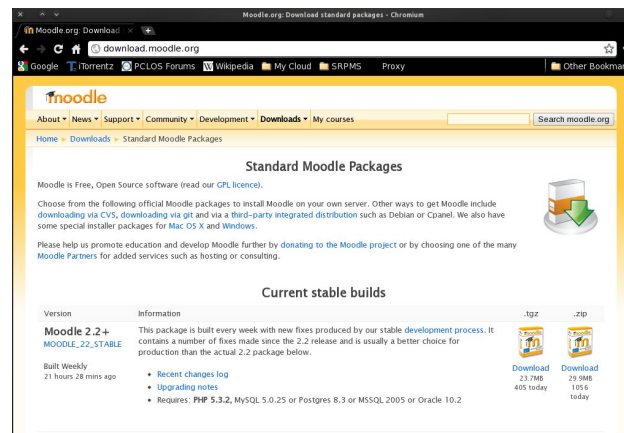 Moodle.org: Download standard packages - Chromium
Moodle.org: Download
download.moodle.org
Google iTorrentz PCLOS Forums Wikipedia My Cloud SRPMS Proxy Other Bookmar
moodle
About News Support Community Development Downloads My courses Search moodle.org
Home ► Downloads ► Standard Moodle Packages
Standard Moodle Packages
Moodle is Free, Open Source software (read our GPL licence).
Choose from the following official Moodle packages to install Moodle on your own server. Other ways to get Moodle include
downloading via CVS, downloading via git and via a third-party integrated distribution such as Debian or Cpanel. We also have
some special installer packages for Mac OS X and Windows.
Please help us promote education and develop Moodle further by donating to the Moodle project or by choosing one of the many
Moodle Partners for added services such as hosting or consulting.
Current stable builds
Version Information .tgz .zip
Moodle 2.2+
MOODLE_22_STABLE
Built Weekly
21 hours 28 mins ago
This package is built every week with new fixes produced by our stable development process. It
contains a number of fixes made since the 2.2 release and is usually a better choice for
production than the actual 2.2 package below.
• Recent changes log
• Upgrading notes
• Requires: PHP 5.3.2, MySQL 5.0.25 or Postgres 8.3 or MSSQL 2005 or Oracle 10.2
Download
23.7MB
405 today
Download
29.9MB
1056
today